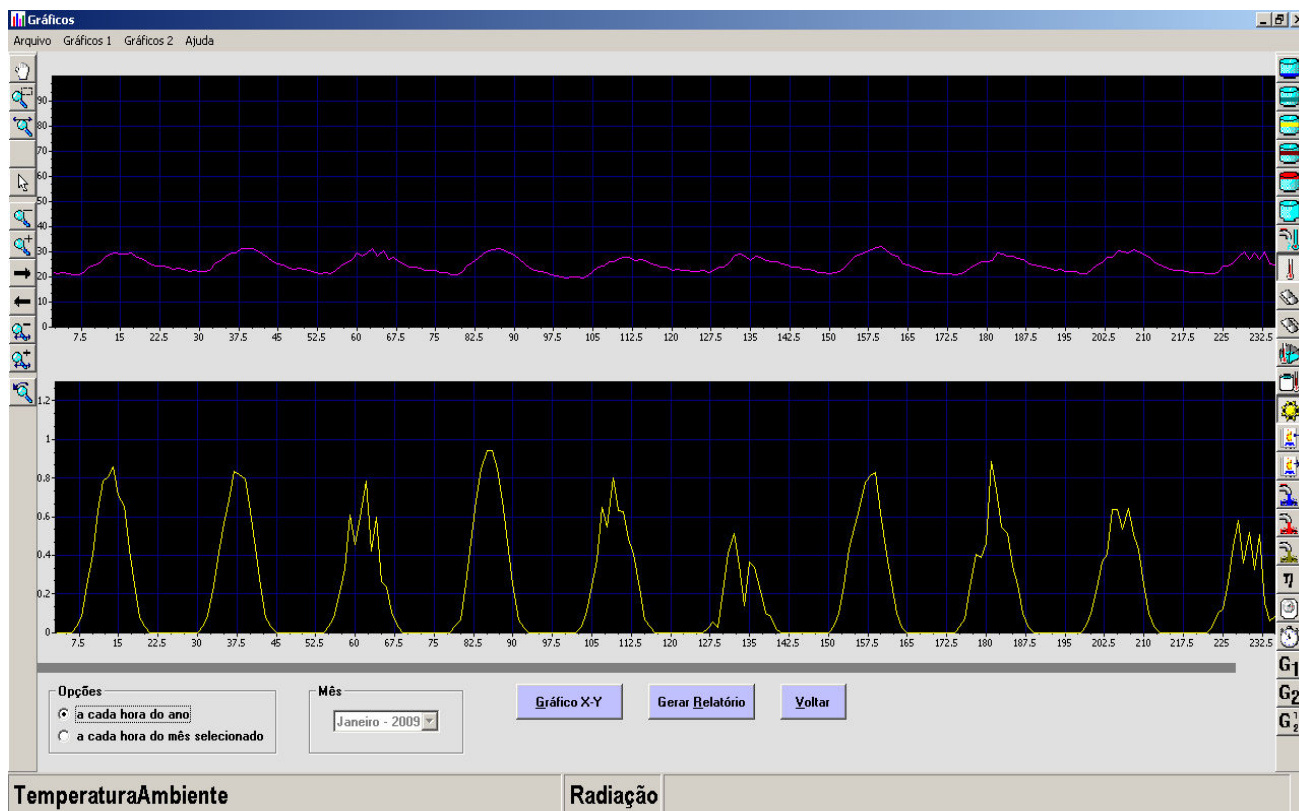 Gráficos
Arquivo Gráficos 1 Gráficos 2 Ajuda
90
80
70
60
50
40
30
20
10
0
7.5 15 22.5 30 37.5 45 52.5 60 67.5 75 82.5 90 97.5 105 112.5 120 127.5 135 142.5 150 157.5 165 172.5 180 187.5 195 202.5 210 217.5 225 232.5
1.2
1
0.8
0.6
0.4
0.2
0
7.5 15 22.5 30 37.5 45 52.5 60 67.5 75 82.5 90 97.5 105 112.5 120 127.5 135 142.5 150 157.5 165 172.5 180 187.5 195 202.5 210 217.5 225 232.5
η
G1
G2
G 1 2
Opções
a cada hora do ano
a cada hora do mês selecionado
Mês
Janeiro - 2009
Gráfico X-Y Gerar Relatório Voltar
TemperaturaAmbiente Radiação